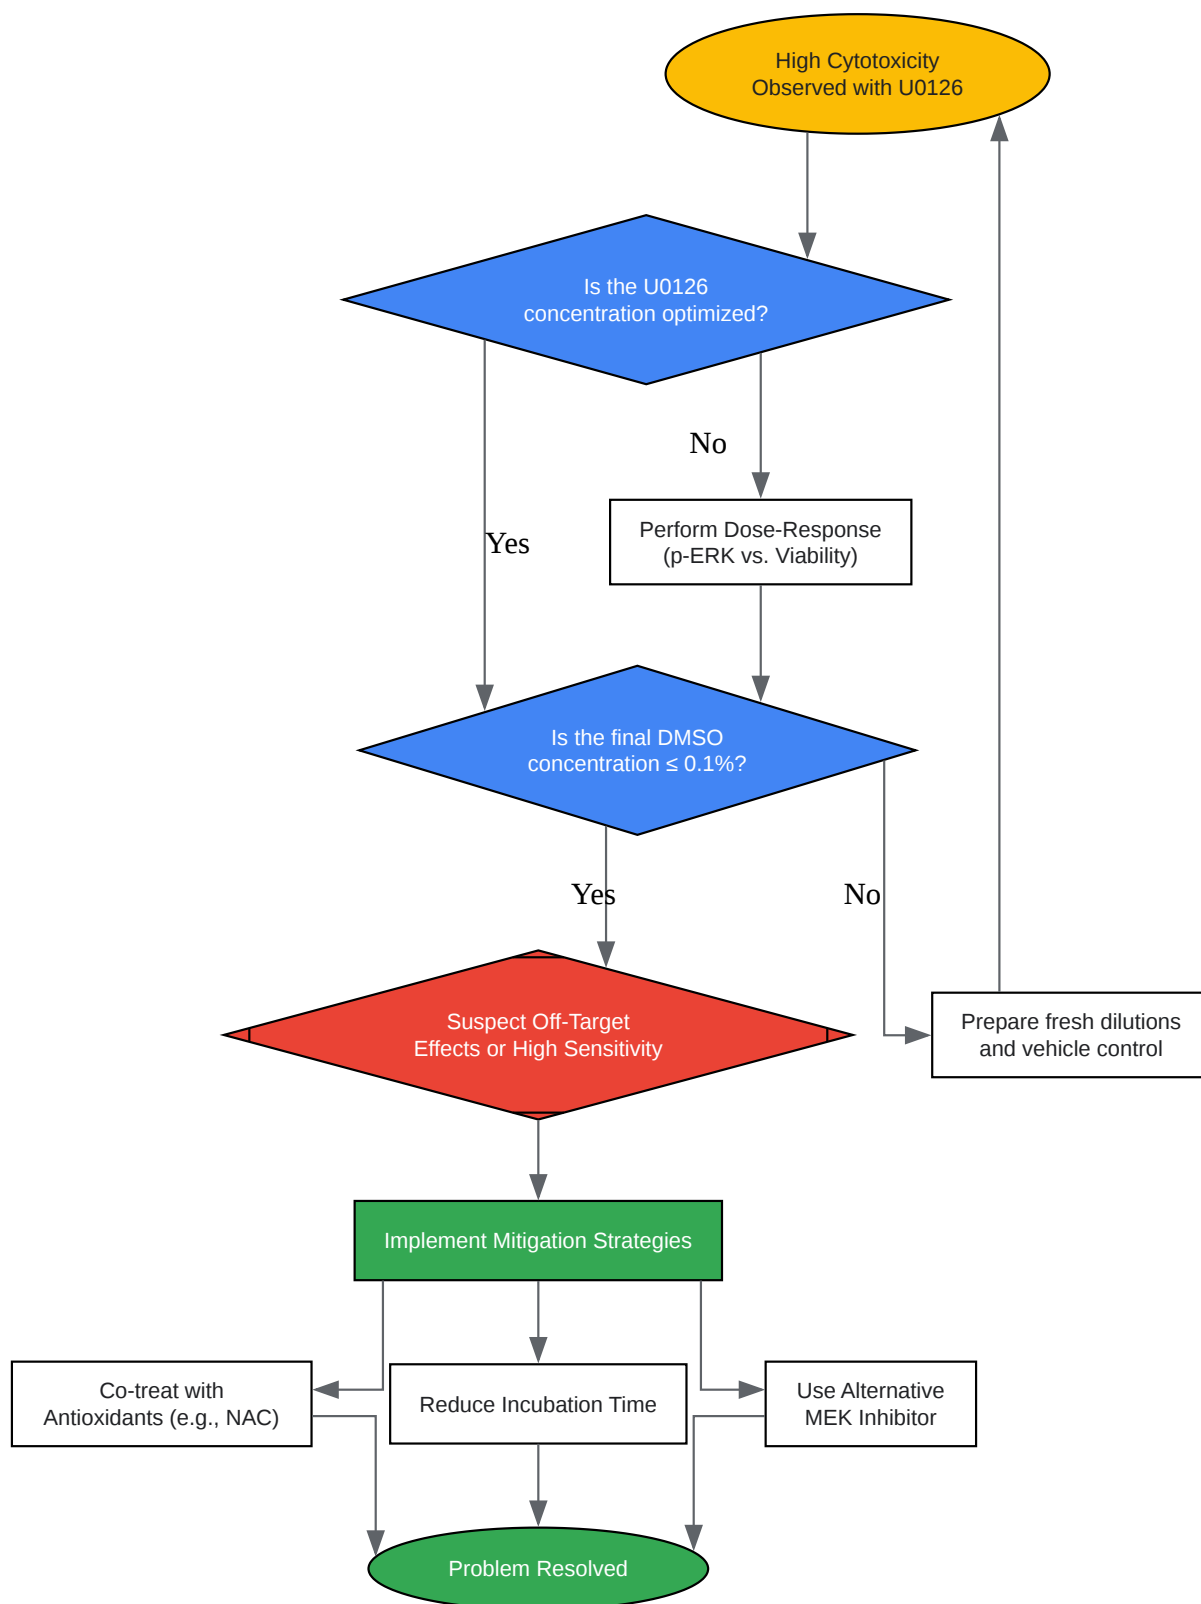 High Cytotoxicity
Observed with U0126
Is the U0126
concentration optimized?
No
Yes
Perform Dose-Response
(p-ERK vs. Viability)
Is the final DMSO
concentration ≤ 0.1%?
Yes
No
Suspect Off-Target
Effects or High Sensitivity
Prepare fresh dilutions
and vehicle control
Implement Mitigation Strategies
Co-treat with
Antioxidants (e.g., NAC)
Reduce Incubation Time
Use Alternative
MEK Inhibitor
Problem Resolved